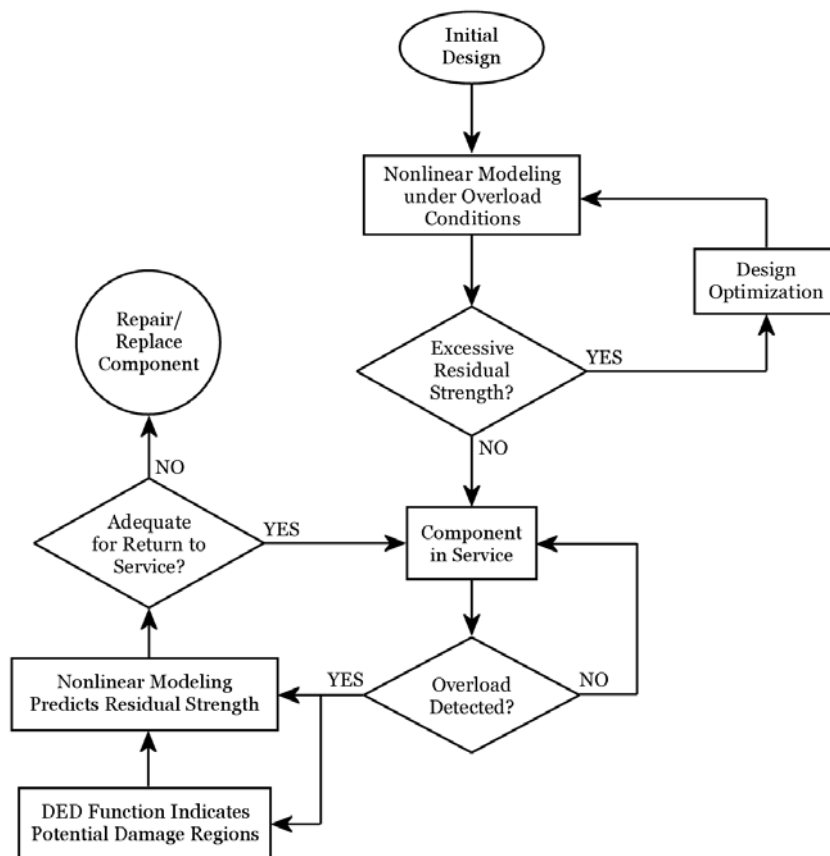 Initial
Design
Nonlinear Modeling
under Overload
Conditions
Design
Optimization
Excessive
Residual
Strength?
YES
NO
Repair/
Replace
Component
NO
Adequate
for Return to
Service?
YES
Component
in Service
Overload
Detected?
NO
YES
Nonlinear Modeling
Predicts Residual Strength
DED Function Indicates
Potential Damage Regions